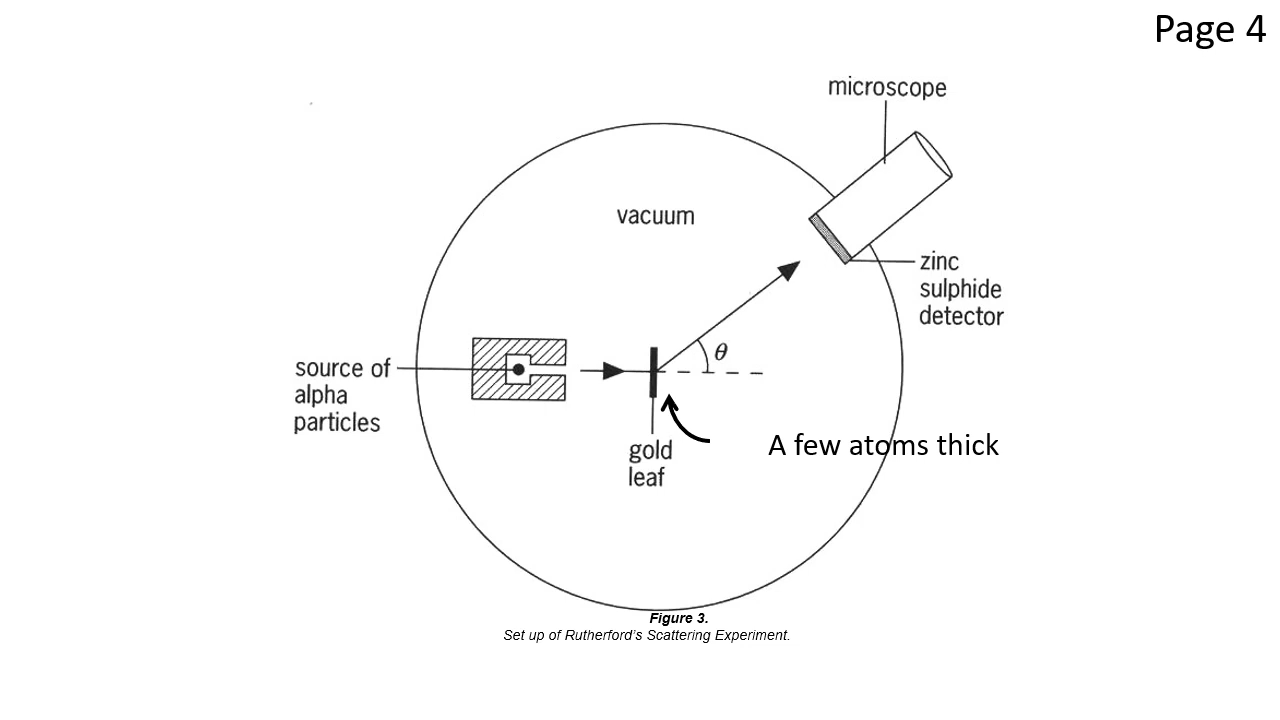 Page 4
microscope
vacuum
zinc
sulphide
detector
θ
source of
alpha
particles
gold
leaf
A few atoms thick
Figure 3.
Set up of Rutherford's Scattering Experiment.